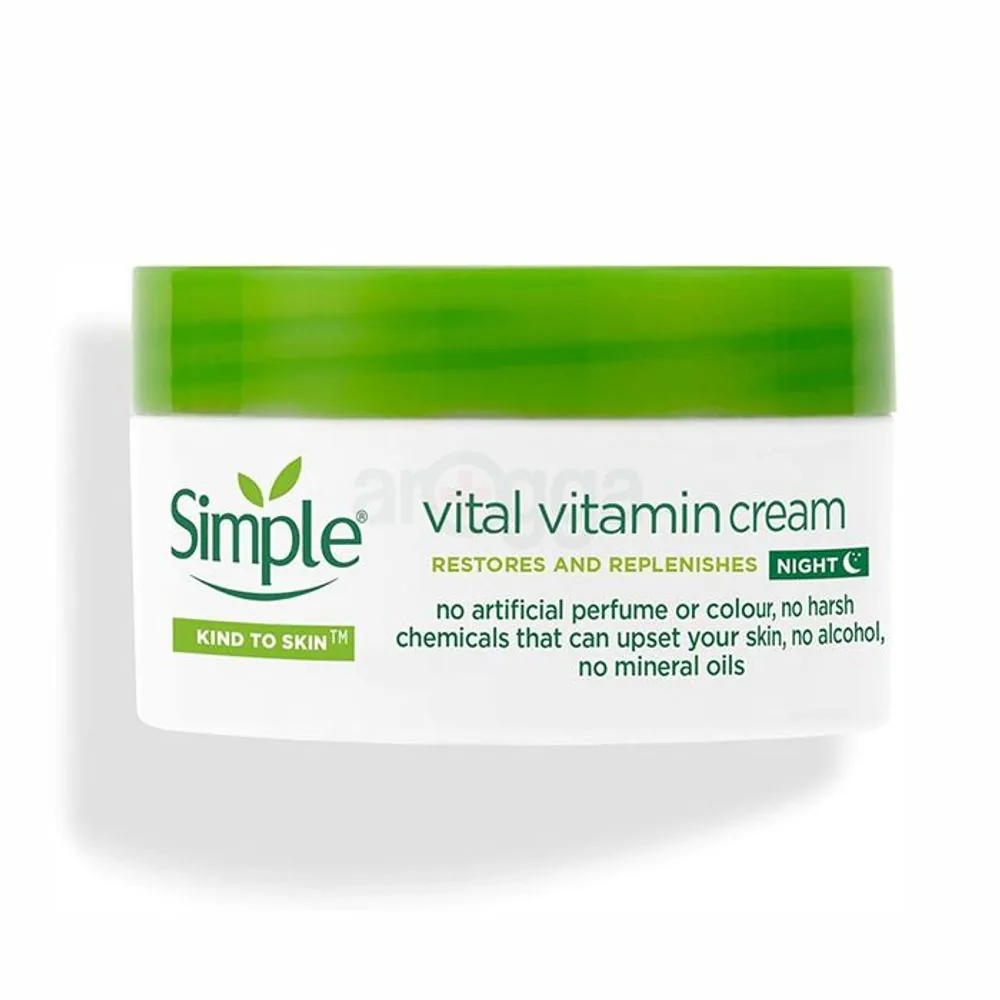 arogga
Simple®
KIND TO SKIN™
vital vitamin cream
RESTORES AND REPLENISHES NIGHT
no artificial perfume or colour, no harsh
chemicals that can upset your skin, no alcohol,
no mineral oils